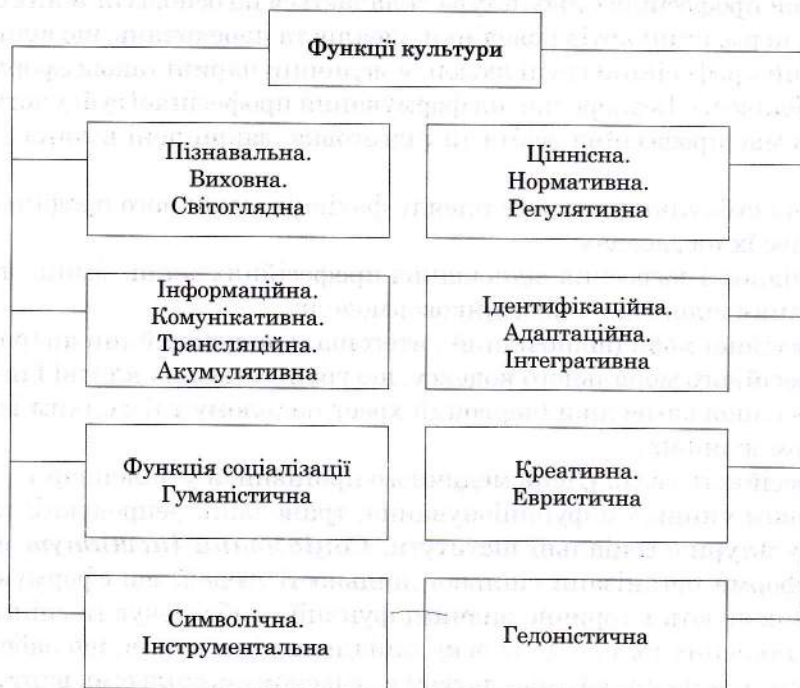 Функції культури
Пізнавальна.
Виховна.
Світоглядна
Ціннісна.
Нормативна.
Регулятивна
Інформаційна.
Комунікативна.
Трансляційна.
Акумулятивна
Ідентифікаційна.
Адаптаційна.
Інтегративна
Функція соціалізації
Гуманістична
Креативна.
Евристична
Символічна.
Інструментальна
Гедоністична